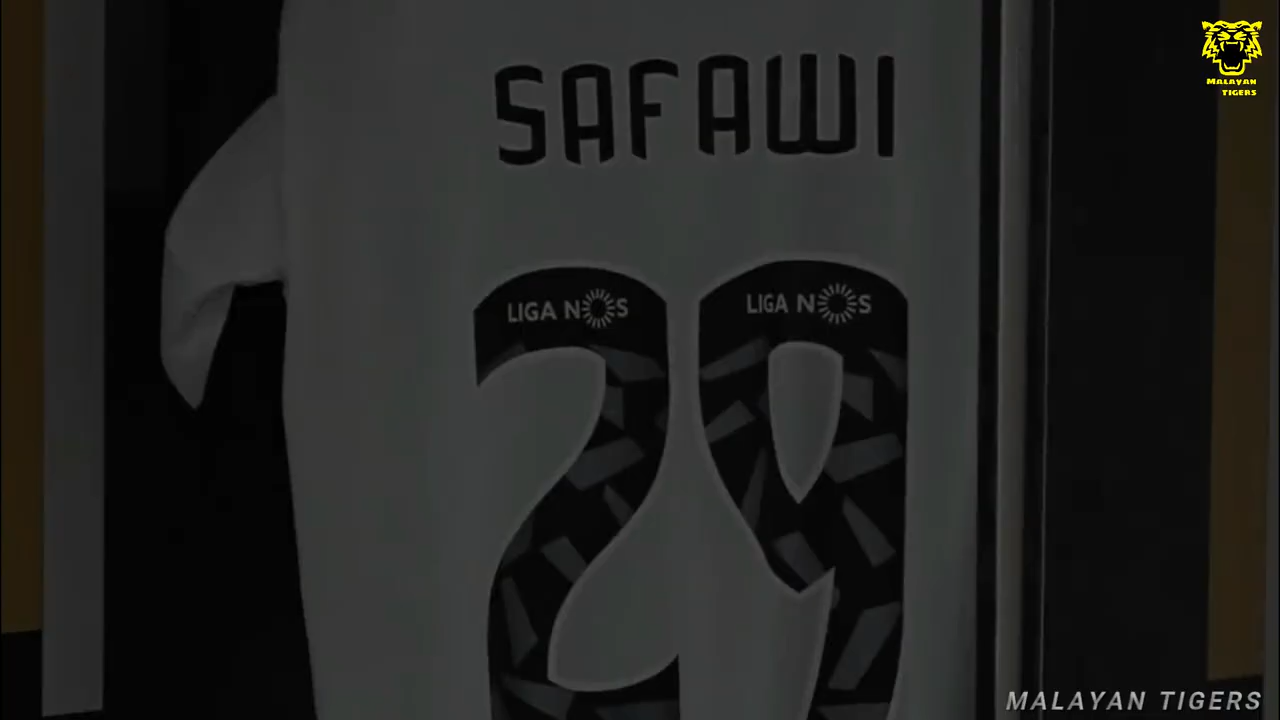 SAFAWI
LIGA NOS LIGA NOS
29
MALAYAN
TIGERS
MALAYAN TIGERS